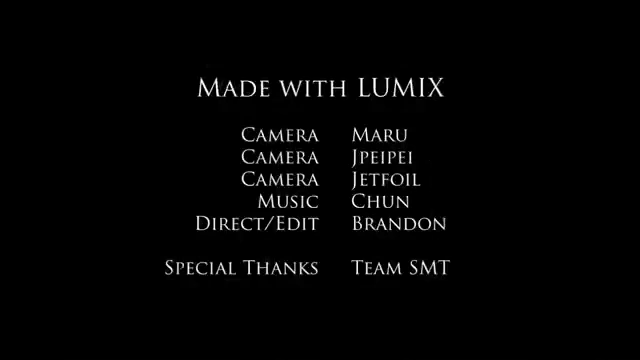 MADE WITH LUMIX
CAMERA MARU
CAMERA JPEIPEI
CAMERA JETFOIL
MUSIC CHUN
DIRECT/EDIT BRANDON
SPECIAL THANKS TEAM SMT